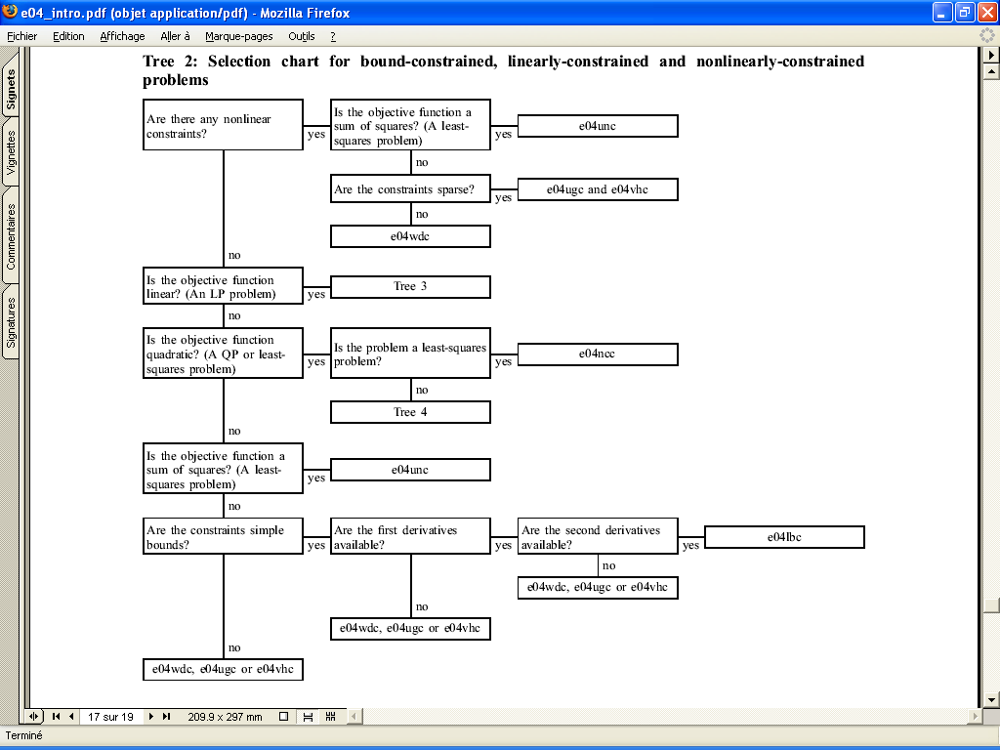 e04_intro.pdf (objet application/pdf) - Mozilla Firefox
Fichier Edition Affichage Aller à Marque-pages Outils ?
Signets
Vignettes
Commentaires
Signatures
Tree 2: Selection chart for bound-constrained, linearly-constrained and nonlinearly-constrained
problems
Are there any nonlinear
constraints?
yes
Is the objective function a
sum of squares? (A least-
squares problem)
yes
e04unc
no
Are the constraints sparse?
yes
e04ugc and e04vhc
no
e04wdc
no
Is the objective function
linear? (An LP problem)
yes
Tree 3
no
Is the objective function
quadratic? (A QP or least-
squares problem)
yes
Is the problem a least-squares
problem?
yes
e04ncc
no
Tree 4
no
Is the objective function a
sum of squares? (A least-
squares problem)
yes
e04unc
no
Are the constraints simple
bounds?
yes
Are the first derivatives
available?
yes
Are the second derivatives
available?
yes
e04lbc
no
e04wdc, e04ugc or e04vhc
no
e04wdc, e04ugc or e04vhc
no
e04wdc, e04ugc or e04vhc
17 sur 19
209.9 x 297 mm
Terminé